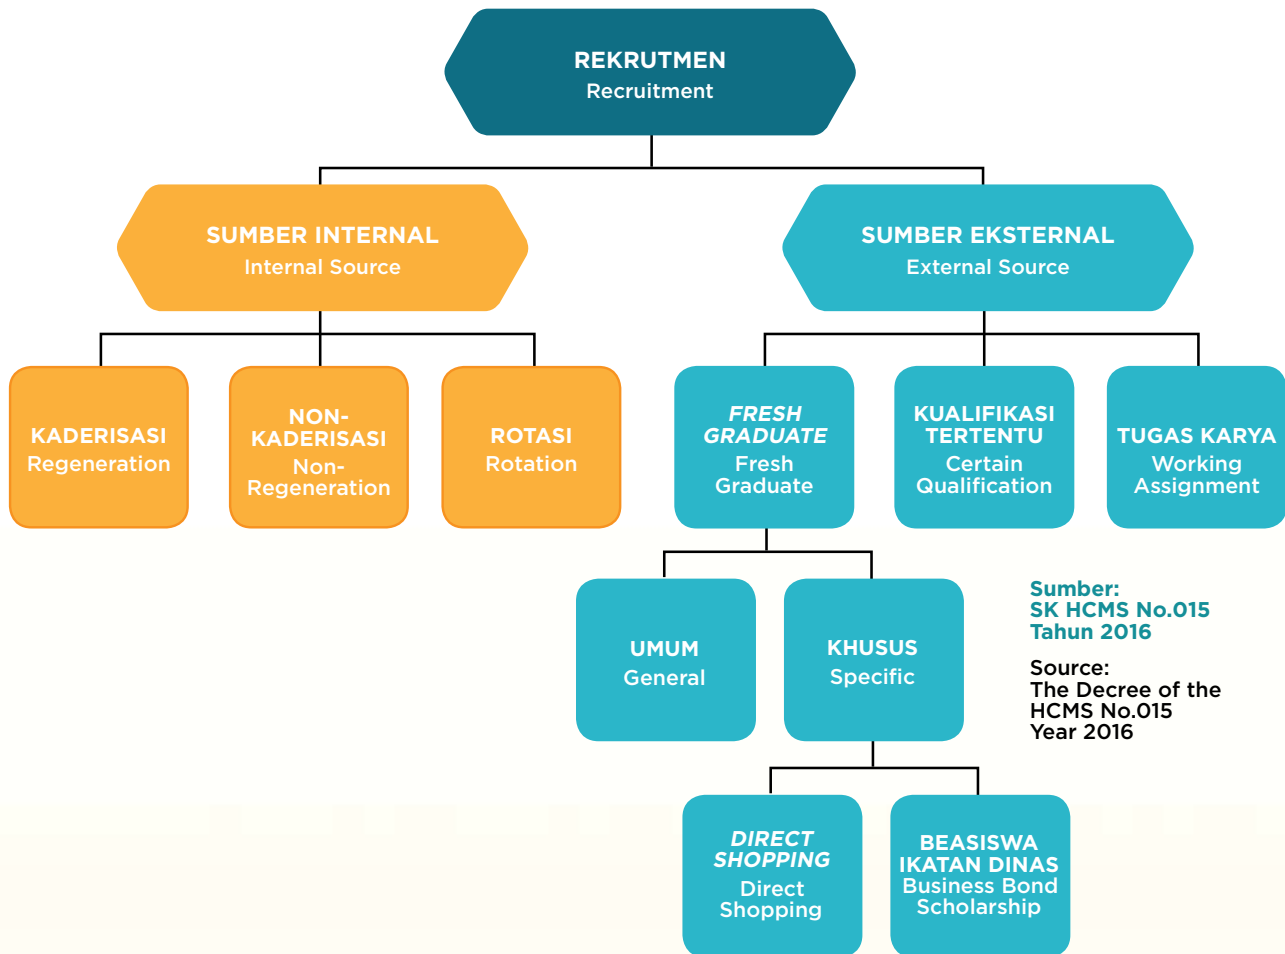 REKRUTMEN
Recruitment
SUMBER INTERNAL
Internal Source
SUMBER EKSTERNAL
External Source
KADERISASI
Regeneration
NON-
KADERISASI
Non-
Regeneration
ROTASI
Rotation
FRESH
GRADUATE
Fresh
Graduate
KUALIFIKASI
TERTENTU
Certain
Qualification
TUGAS KARYA
Working
Assignment
UMUM
General
KHUSUS
Specific
Sumber:
SK HCMS No.015
Tahun 2016
Source:
The Decree of the
HCMS No.015
Year 2016
DIRECT
SHOPPING
Direct
Shopping
BEASISWA
IKATAN DINAS
Business Bond
Scholarship